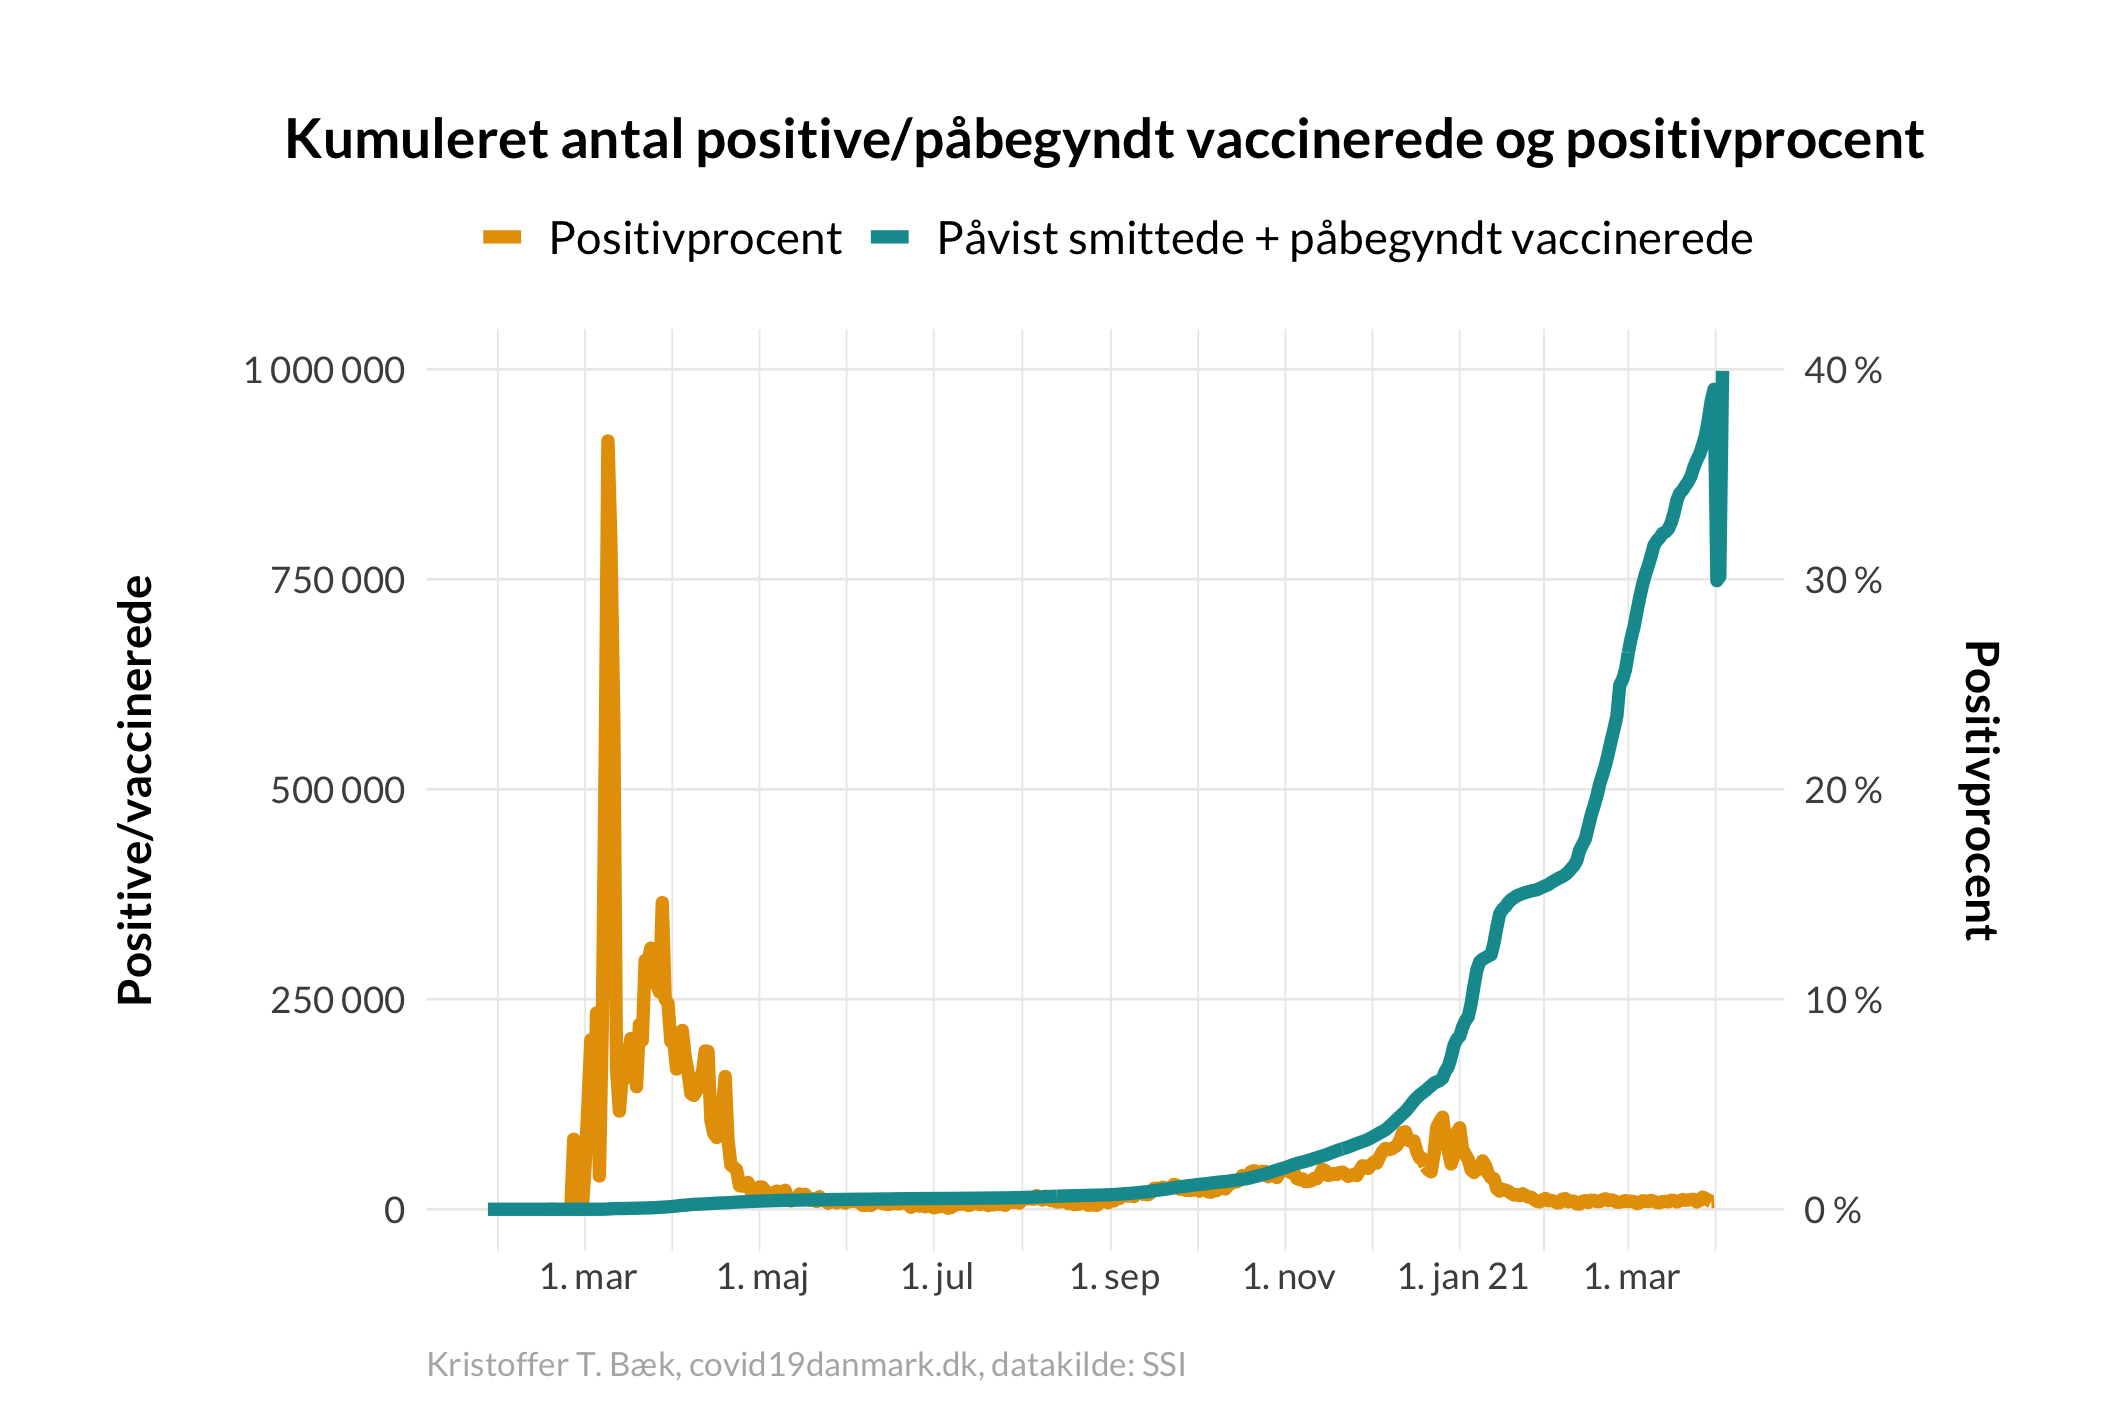 Kumuleret antal positive/påbegyndt vaccinerede og positivprocent
Positivprocent Påvist smittede + påbegyndt vaccinerede
Positive/vaccinerede
1 000 000
750 000
500 000
250 000
0
40 %
30 %
20 %
10 %
0 %
Positivprocent
1. mar 1. maj 1. jul 1. sep 1. nov 1. jan 21 1. mar
Kristoffer T. Bæk, covid19danmark.dk, datakilde: SSI